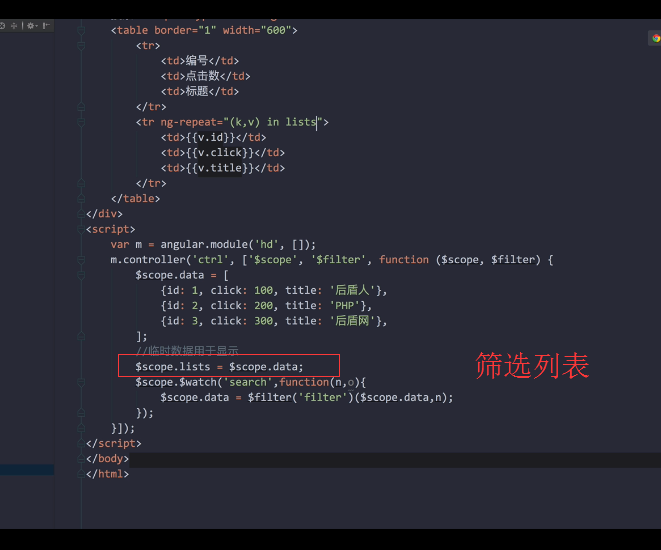 <table border="1" width="600">
<tr>
<td>编号</td>
<td>点击数</td>
<td>标题</td>
</tr>
<tr ng-repeat="(k,v) in lists">
<td>{{v.id}}</td>
<td>{{v.click}}</td>
<td>{{v.title}}</td>
</tr>
</table>
</div>
<script>
var m = angular.module('hd', []);
m.controller('ctrl', ['$scope', '$filter', function ($scope, $filter) {
$scope.data = [
{id: 1, click: 100, title: '后盾人'},
{id: 2, click: 200, title: 'PHP'},
{id: 3, click: 300, title: '后盾网'},
];
//临时数据用于显示
$scope.lists = $scope.data;
筛选列表
$scope.$watch('search',function(n,o){
$scope.data = $filter('filter')($scope.data,n);
});
}]);
</script>
</body>
</html>